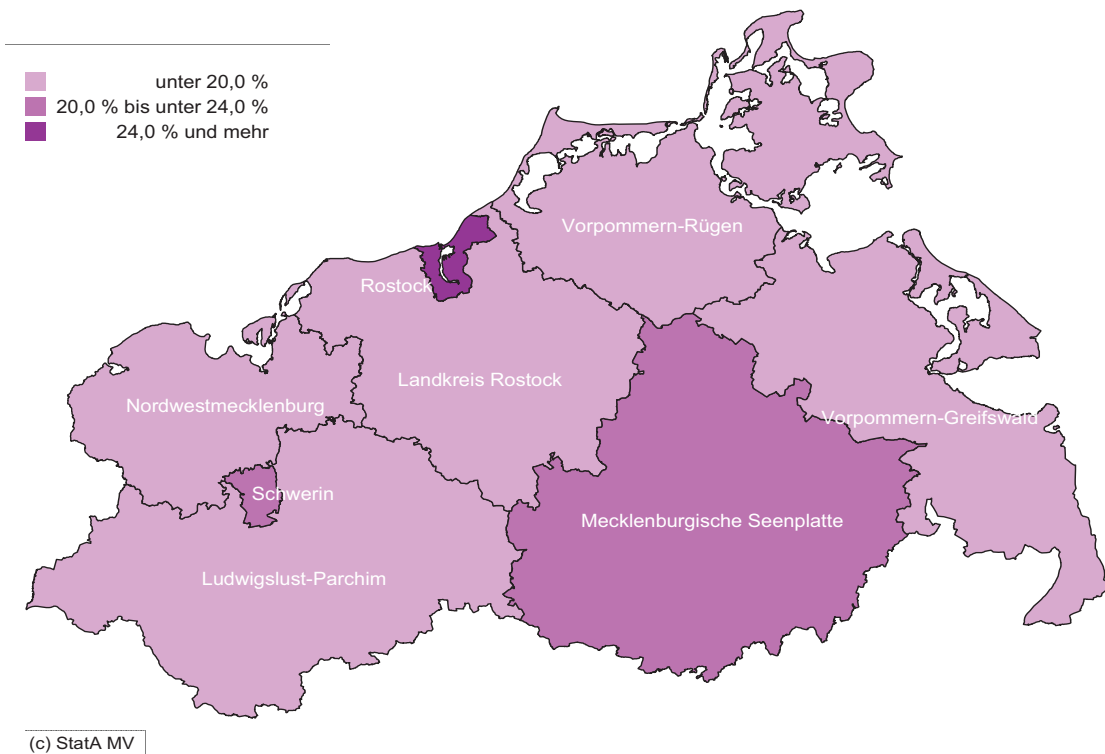 unter 20,0 %
20,0 % bis unter 24,0 %
24,0 % und mehr
Vorpommern-Rügen
Rostock
Landkreis Rostock
Nordwestmecklenburg
Vorpommern-Greifswald
Schwerin
Mecklenburgische Seenplatte
Ludwigslust-Parchim
(c) StatA MV